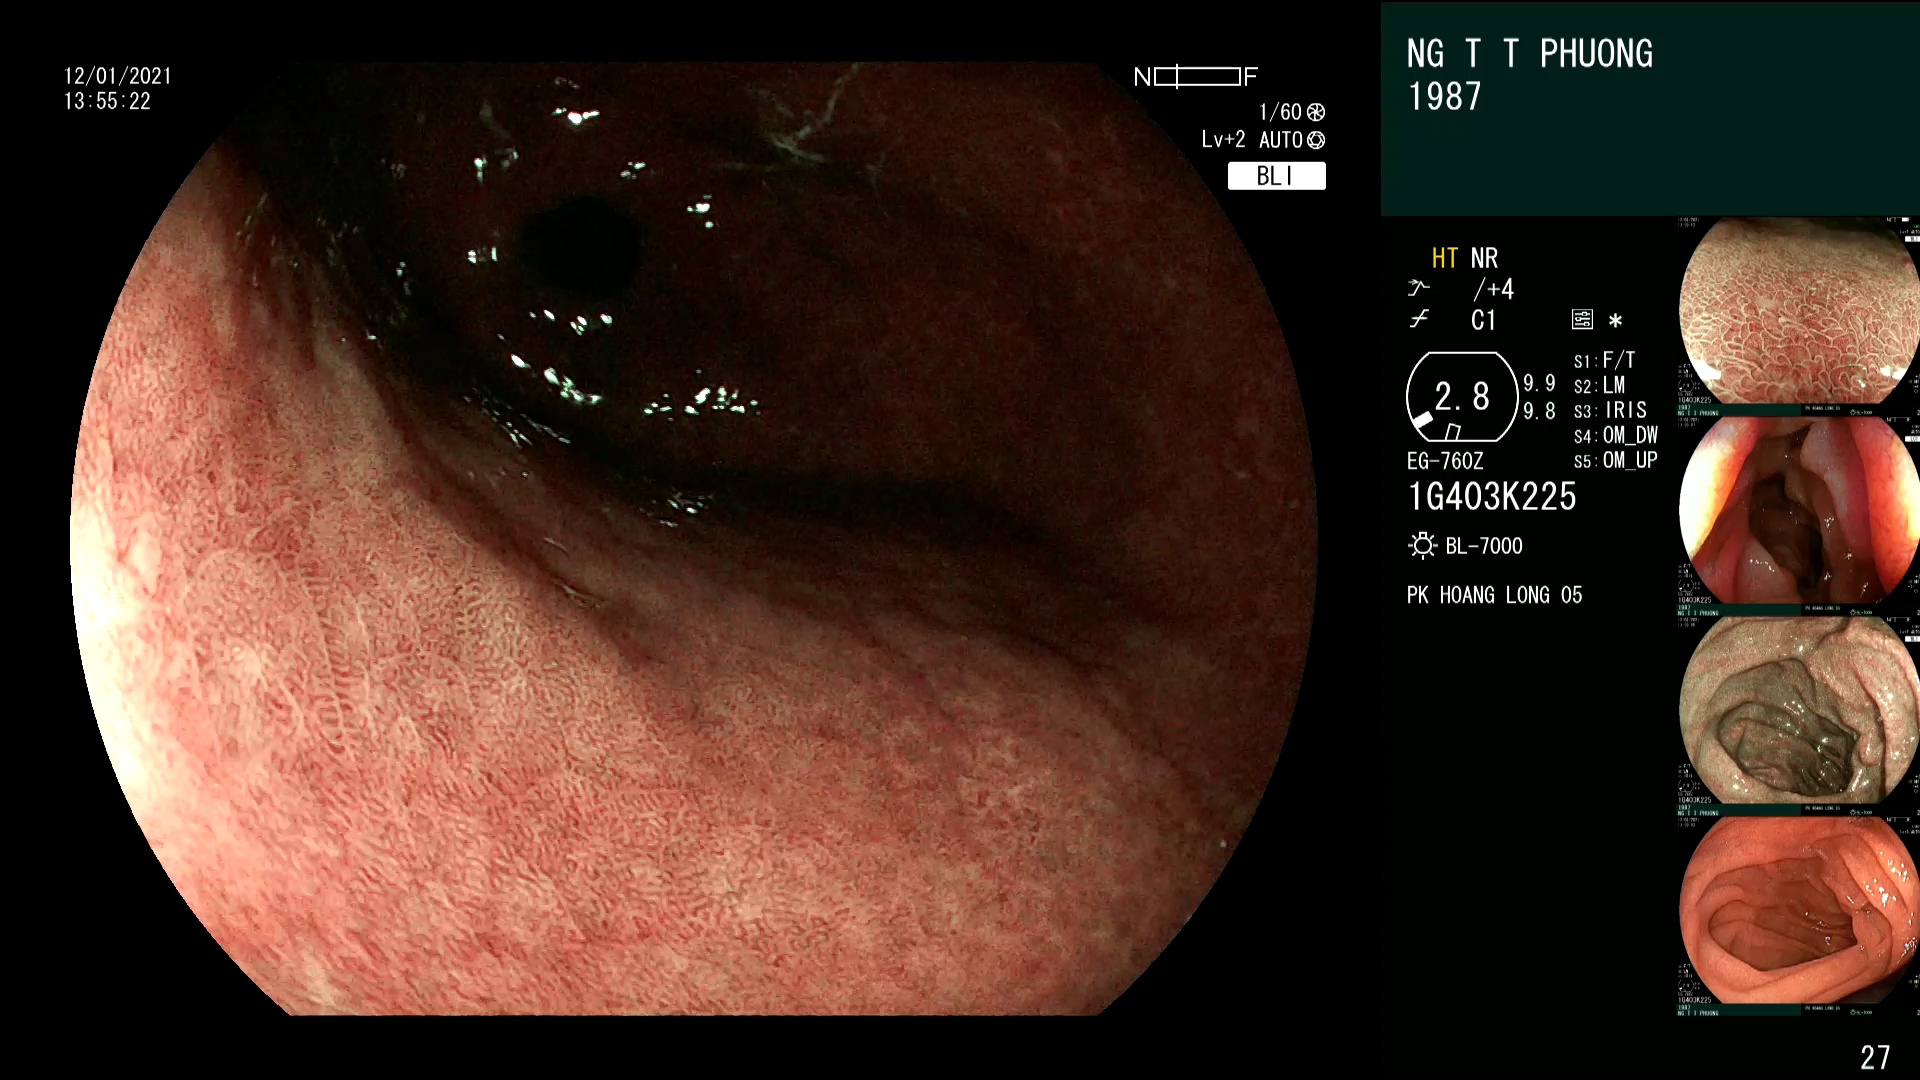 12/01/2021
13:55:22
N F
1/60
Lv+2 AUTO
BLI
NG T T PHUONG
1987
HT NR
/+4
C1 *
2.8
9.9
9.8
S1:F/T
S2:LM
S3:IRIS
S4:OM_DW
S5:OM_UP
EG-760Z
1G403K225
BL-7000
PK HOANG LONG 05
27